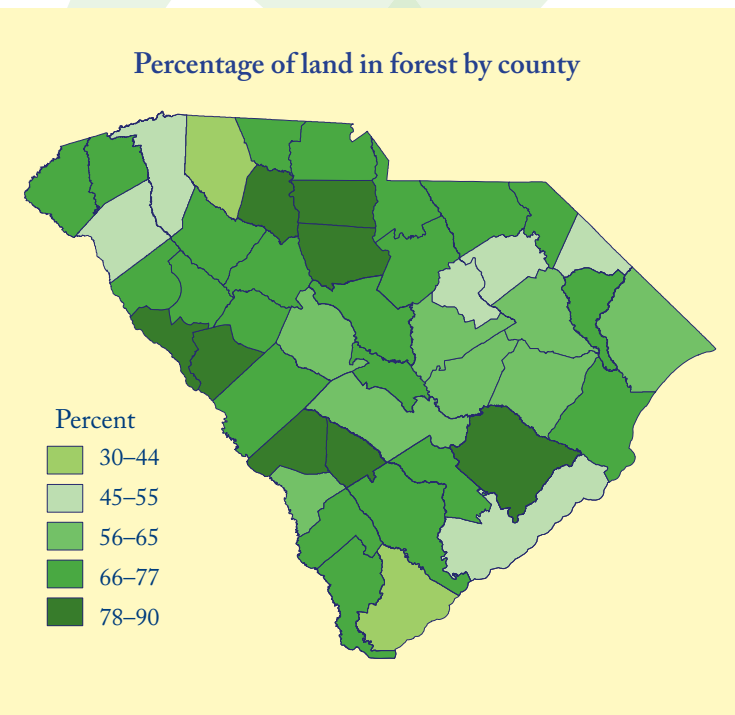 Percentage of land in forest by county
Percent
30–44
45–55
56–65
66–77
78–90